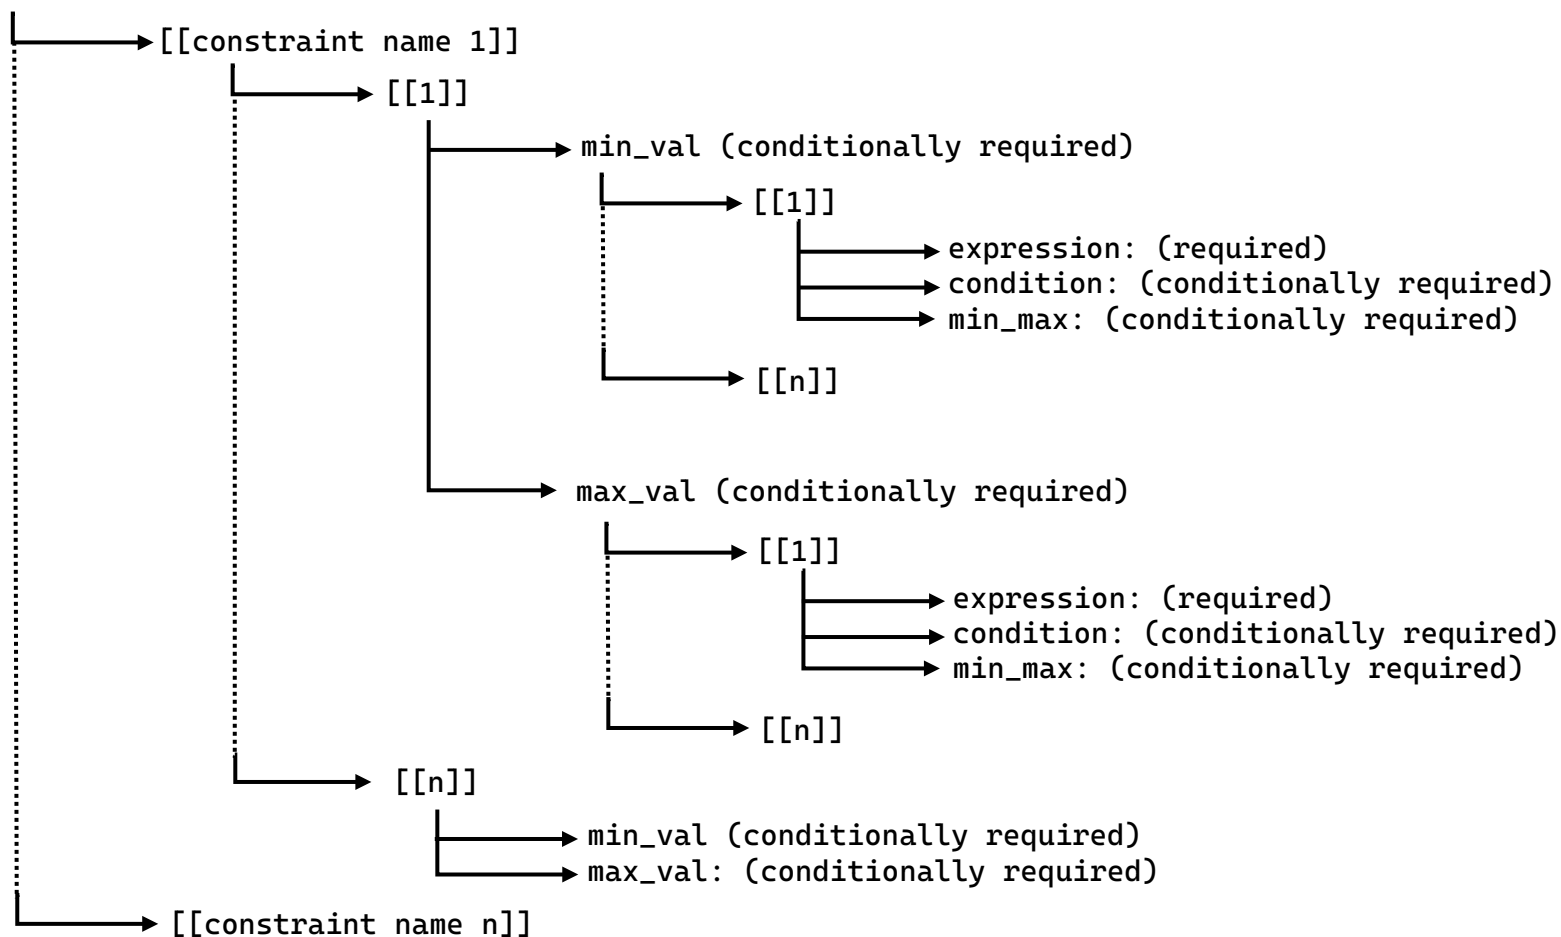 [[constraint name 1]]
[[1]]
min_val (conditionally required)
[[1]]
expression: (required)
condition: (conditionally required)
min_max: (conditionally required)
[[n]]
max_val (conditionally required)
[[1]]
expression: (required)
condition: (conditionally required)
min_max: (conditionally required)
[[n]]
[[n]]
min_val (conditionally required)
max_val: (conditionally required)
[[constraint name n]]